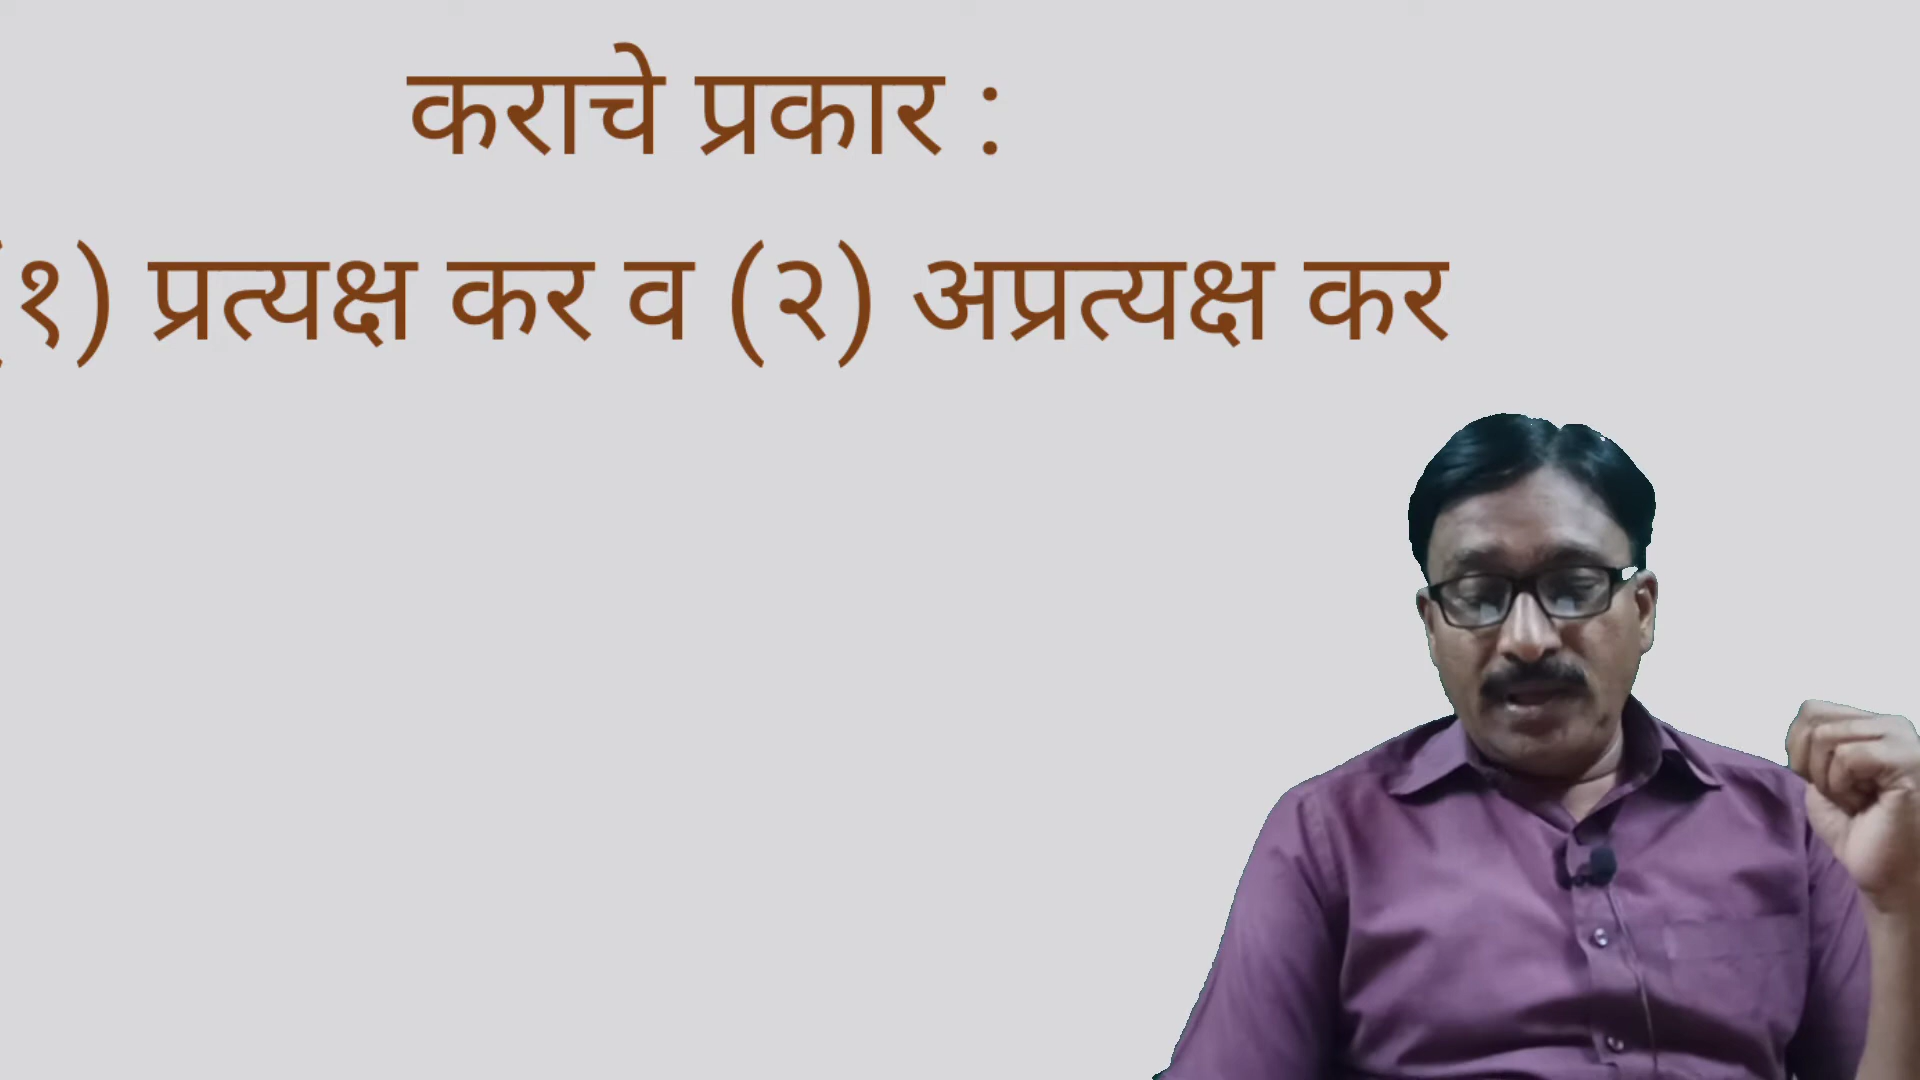 कराचे प्रकार :
(१) प्रत्यक्ष कर व (२) अप्रत्यक्ष कर